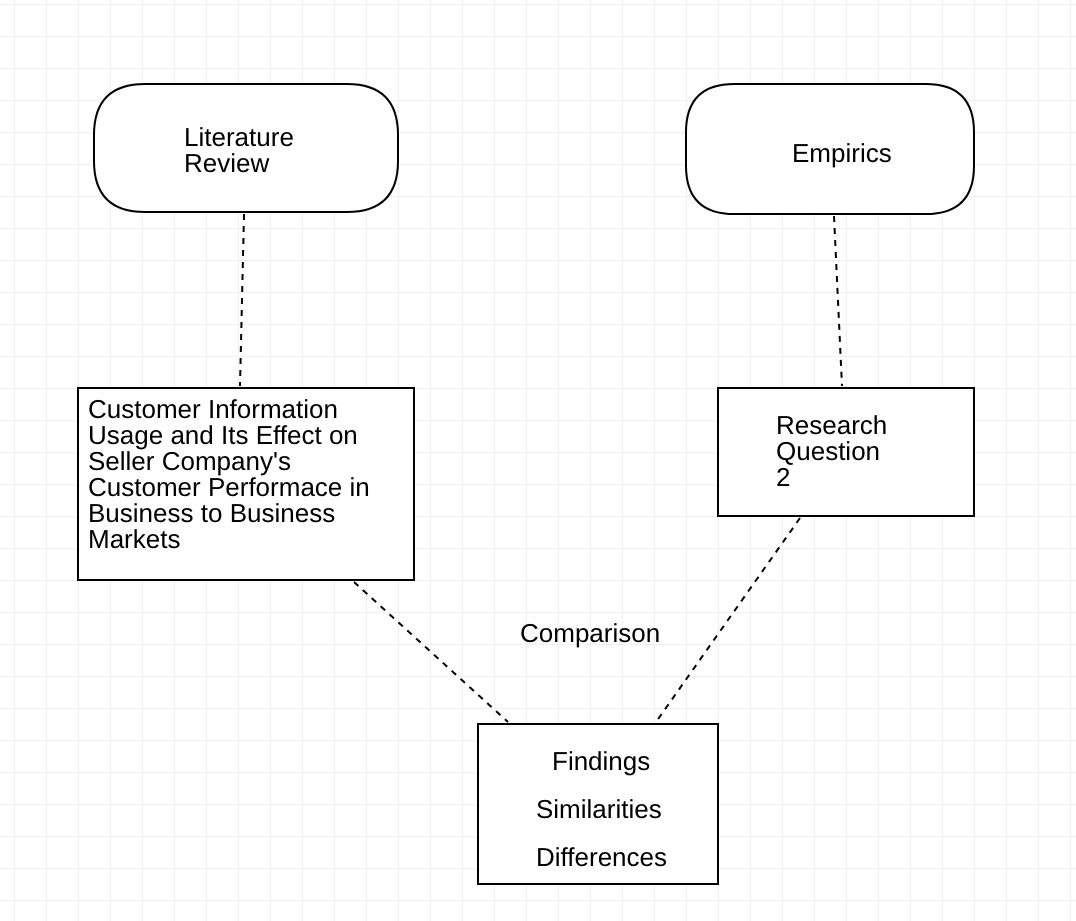 Literature
Review
Empirics
Customer Information
Usage and Its Effect on
Seller Company's
Customer Performace in
Business to Business
Markets
Research
Question
2
Comparison
Findings
Similarities
Differences